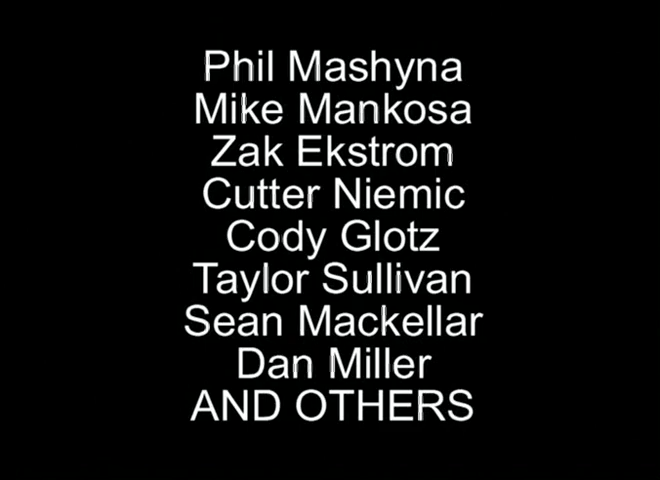 Phil Mashyna
Mike Mankosa
Zak Ekstrom
Cutter Niemic
Cody Glotz
Taylor Sullivan
Sean Mackellar
Dan Miller
AND OTHERS